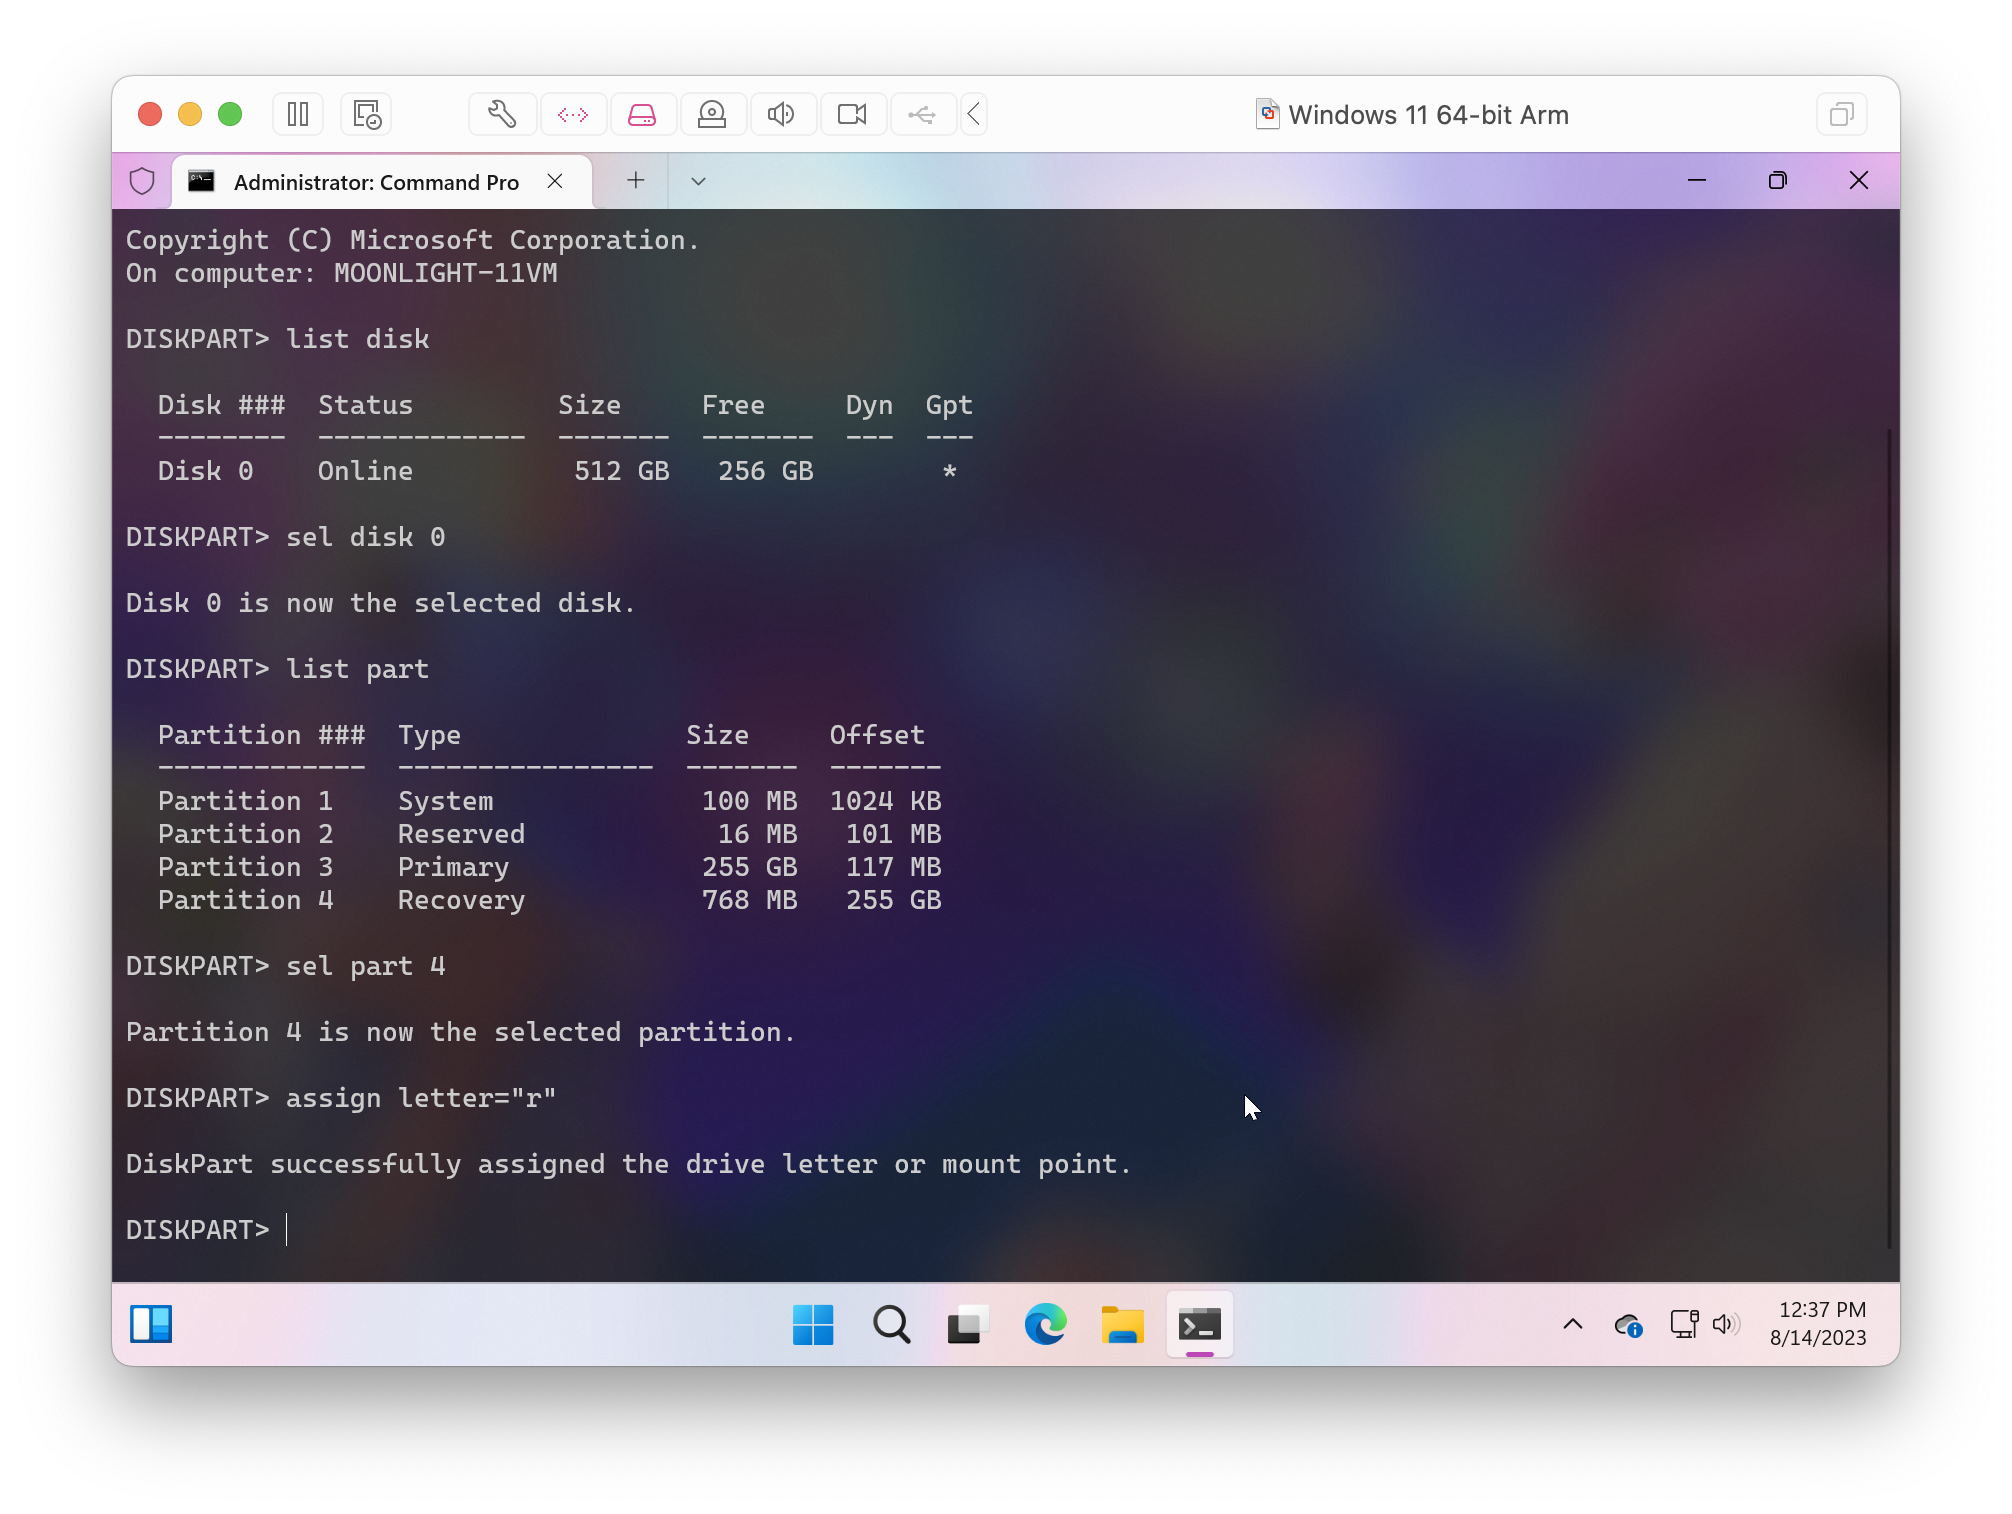 Windows 11 64-bit Arm
Administrator: Command Pro
Copyright (C) Microsoft Corporation.
On computer: MOONLIGHT-11VM
DISKPART> list disk
  Disk ###  Status         Size     Free     Dyn  Gpt
  --------  -------------  -------  -------  ---  ---
  Disk 0    Online          512 GB   256 GB        *
DISKPART> sel disk 0
Disk 0 is now the selected disk.
DISKPART> list part
  Partition ###  Type              Size     Offset
  -------------  ----------------  -------  -------
  Partition 1    System             100 MB  1024 KB
  Partition 2    Reserved            16 MB   101 MB
  Partition 3    Primary            255 GB   117 MB
  Partition 4    Recovery           768 MB   255 GB
DISKPART> sel part 4
Partition 4 is now the selected partition.
DISKPART> assign letter="r"
DiskPart successfully assigned the drive letter or mount point.
DISKPART>
12:37 PM
8/14/2023